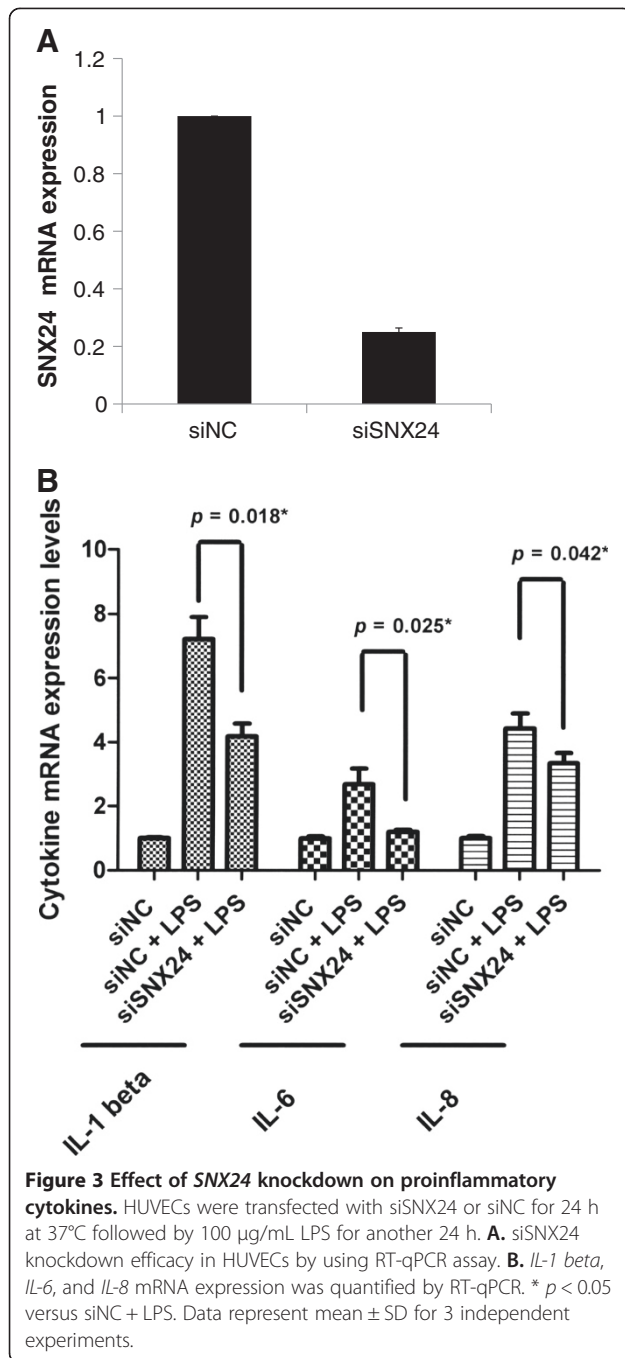 A
SNX24 mRNA expression
1.2
1
0.8
0.6
0.4
0.2
0
siNC
siSNX24
B
Cytokine mRNA expression levels
10
8
6
4
2
0
p = 0.018*
p = 0.025*
p = 0.042*
siNC
siNC + LPS
siSNX24 + LPS
siNC
siNC + LPS
siSNX24 + LPS
siNC
siNC + LPS
siSNX24 + LPS
IL-1 beta
IL-6
IL-8
Figure 3 Effect of SNX24 knockdown on proinflammatory
cytokines. HUVECs were transfected with siSNX24 or siNC for 24 h
at 37°C followed by 100 μg/mL LPS for another 24 h. A. siSNX24
knockdown efficacy in HUVECs by using RT-qPCR assay. B. IL-1 beta,
IL-6, and IL-8 mRNA expression was quantified by RT-qPCR. * p < 0.05
versus siNC + LPS. Data represent mean ± SD for 3 independent
experiments.